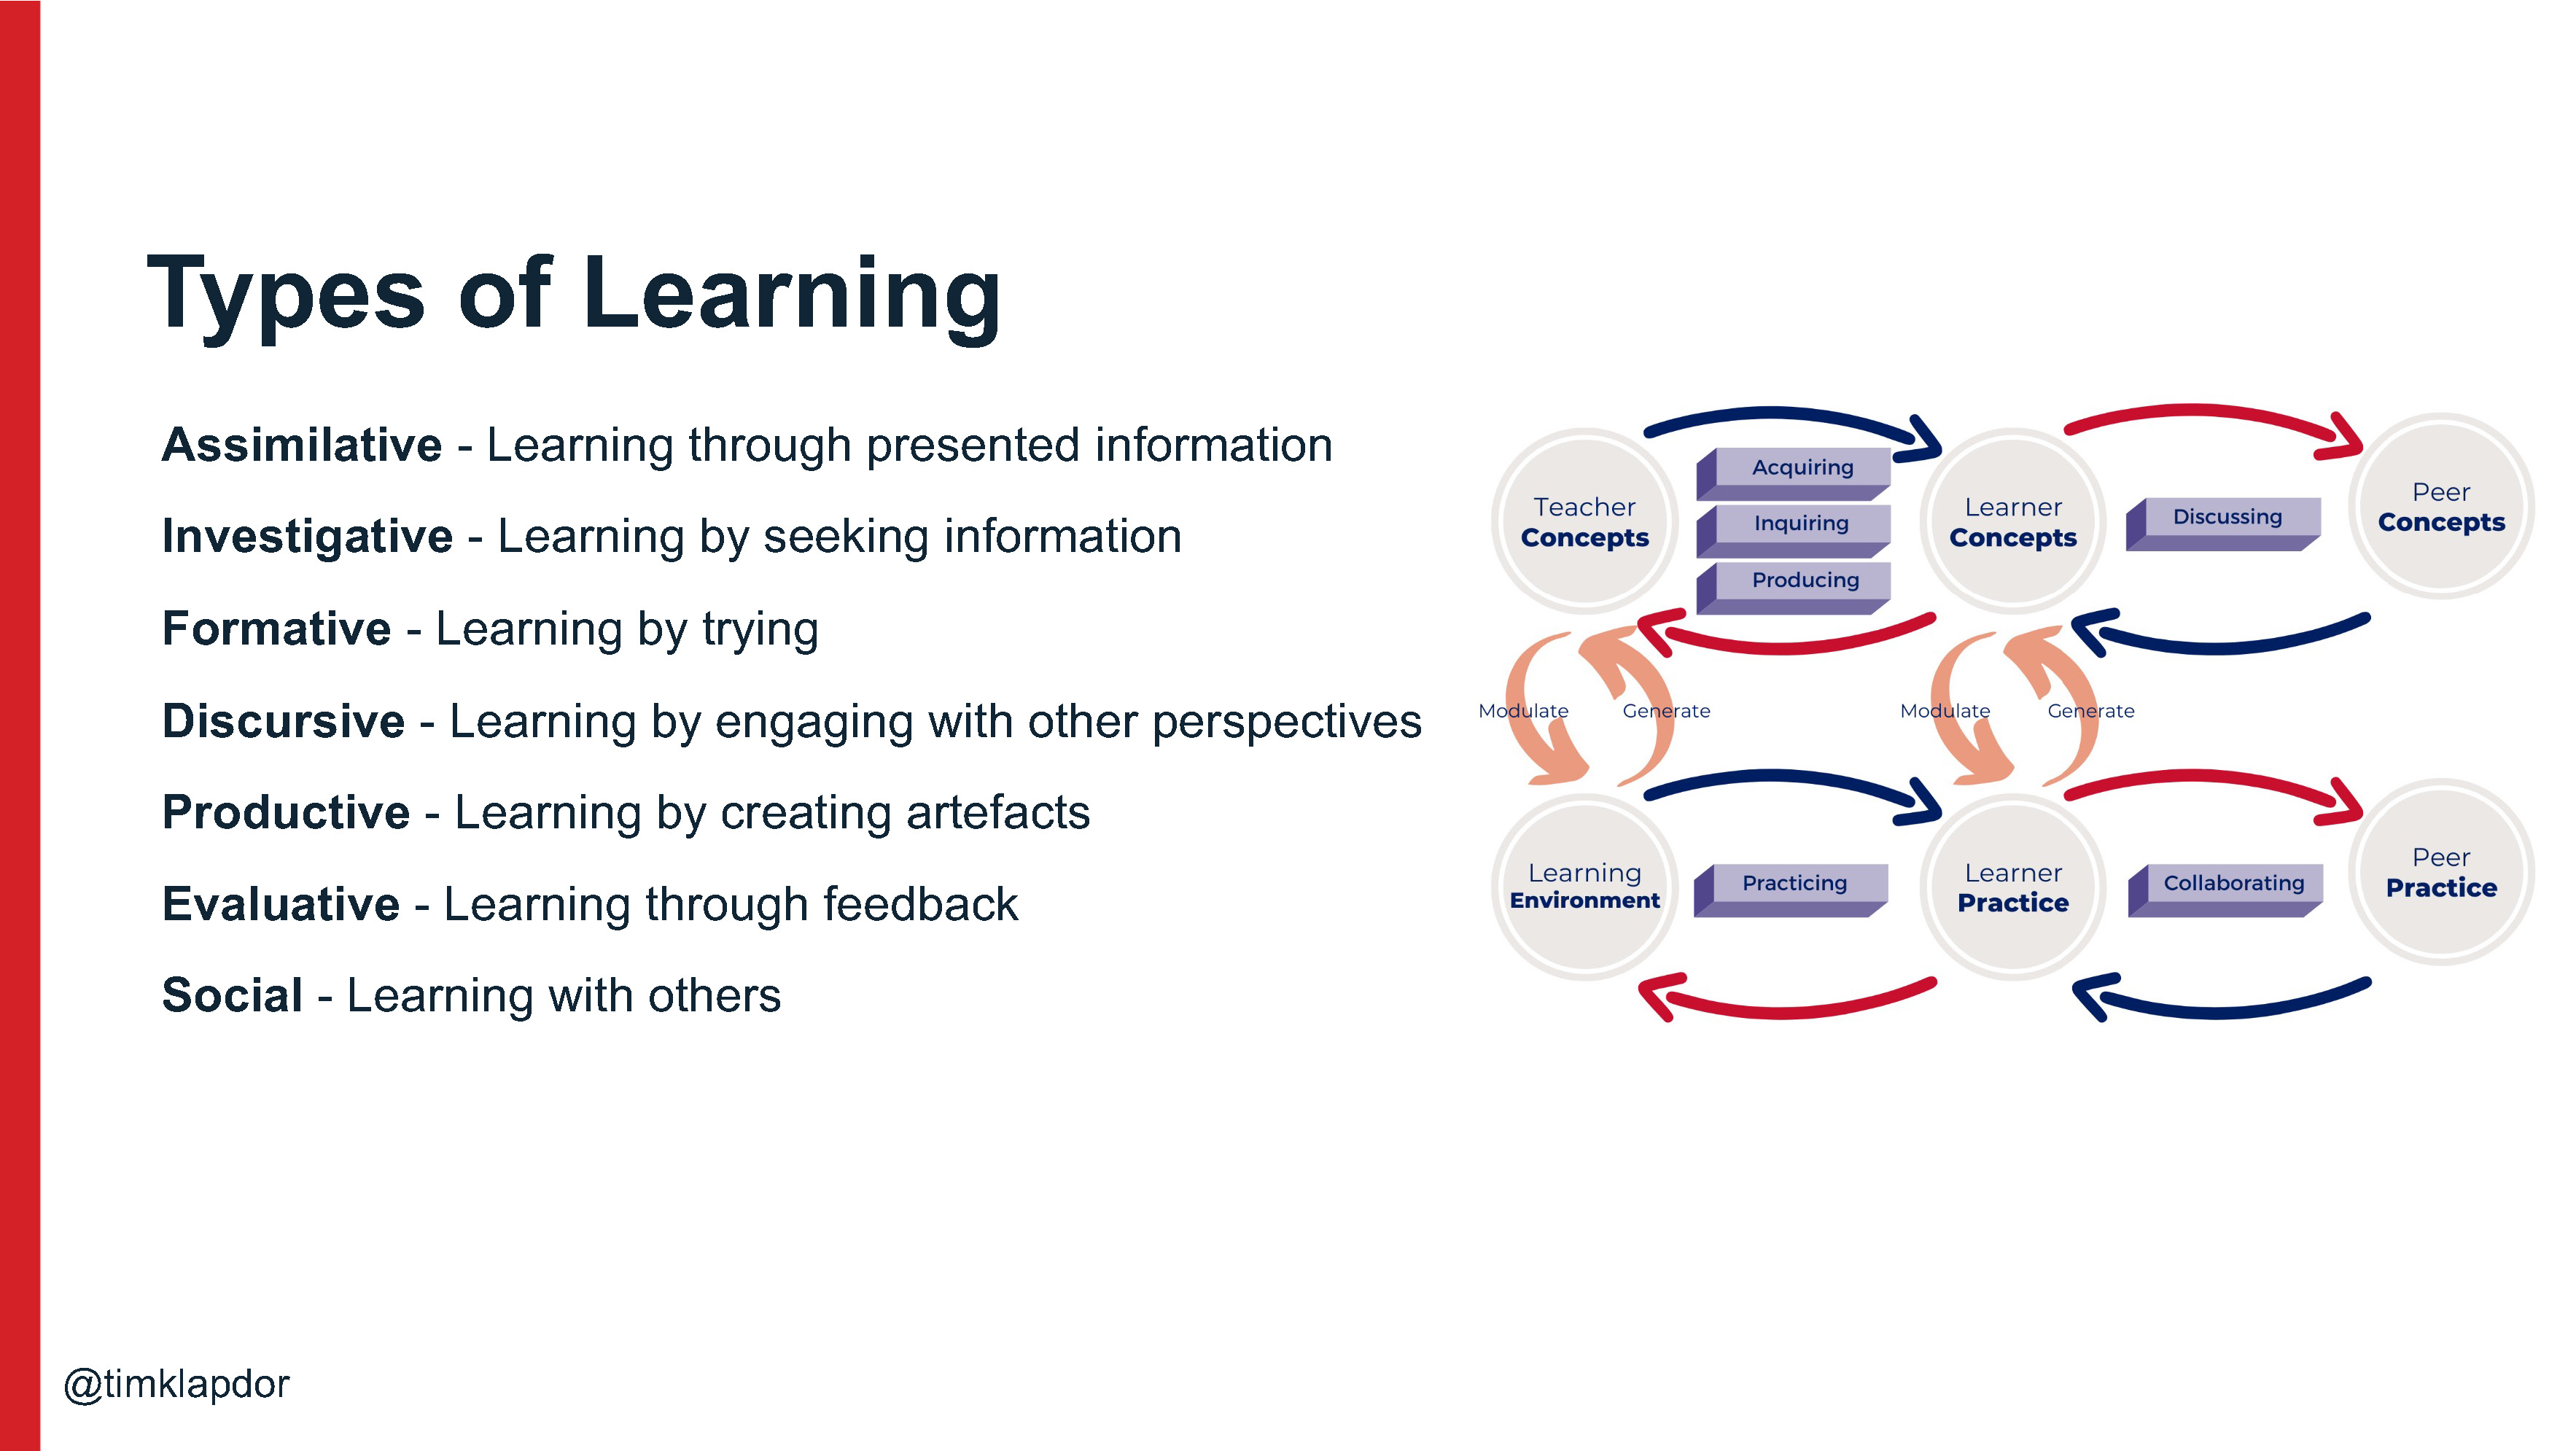 Types of Learning
Assimilative - Learning through presented information
Investigative - Learning by seeking information
Formative - Learning by trying
Discursive - Learning by engaging with other perspectives
Productive - Learning by creating artefacts
Evaluative - Learning through feedback
Social - Learning with others
Teacher
Concepts
Acquiring
Inquiring
Producing
Learner
Concepts
Discussing
Peer
Concepts
Modulate
Generate
Modulate
Generate
Learning
Environment
Practicing
Learner
Practice
Collaborating
Peer
Practice
@timklapdor